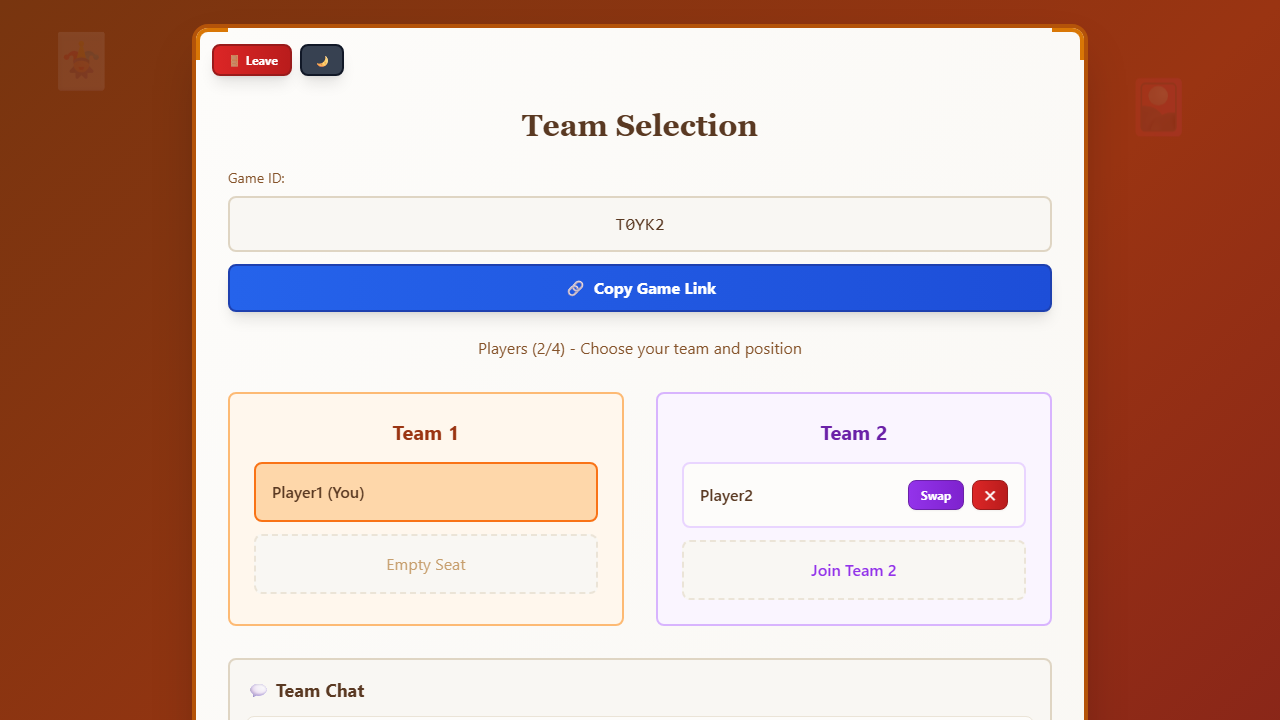 Leave
Team Selection
Game ID:
T0YK2
Copy Game Link
Players (2/4) - Choose your team and position
Team 1
Player1 (You)
Empty Seat
Team 2
Player2
Swap
Join Team 2
Team Chat